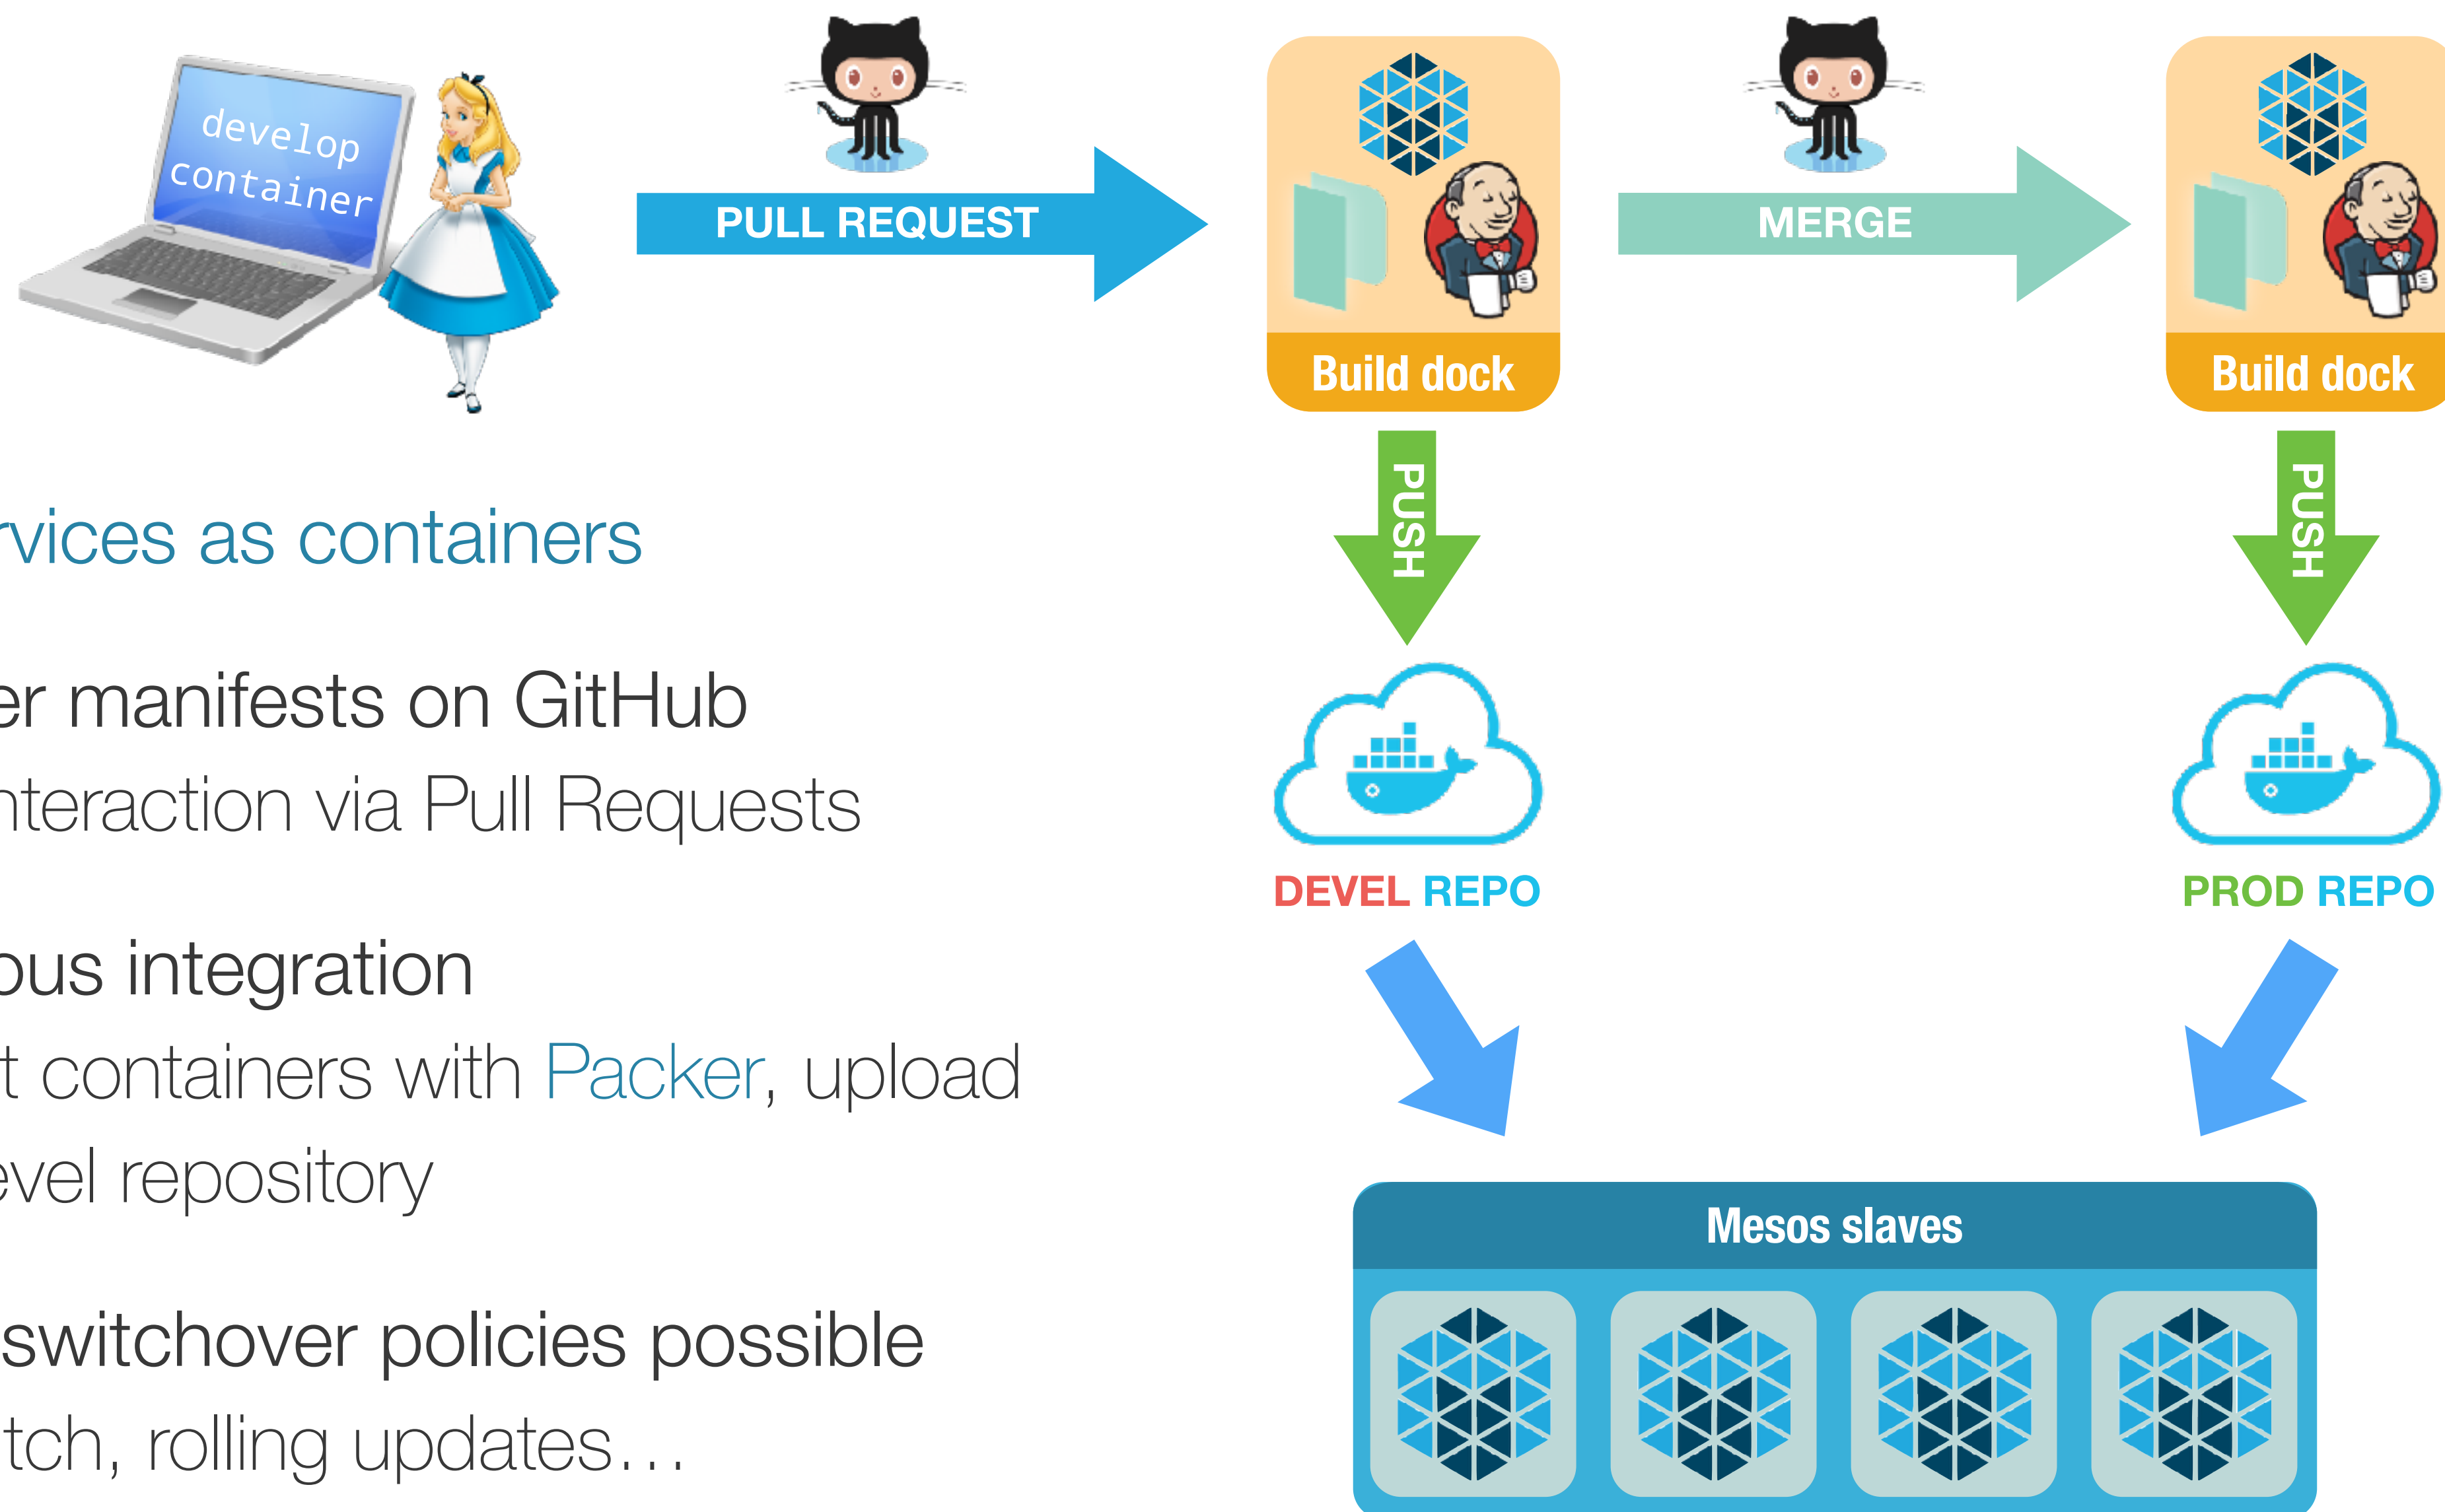 develop
container
PULL REQUEST
MERGE
Build dock
Build dock
PUSH
PUSH
DEVEL REPO
PROD REPO
Mesos slaves
rvices as containers
er manifests on GitHub
nteraction via Pull Requests
ous integration
t containers with Packer, upload
evel repository
switchover policies possible
tch, rolling updates…